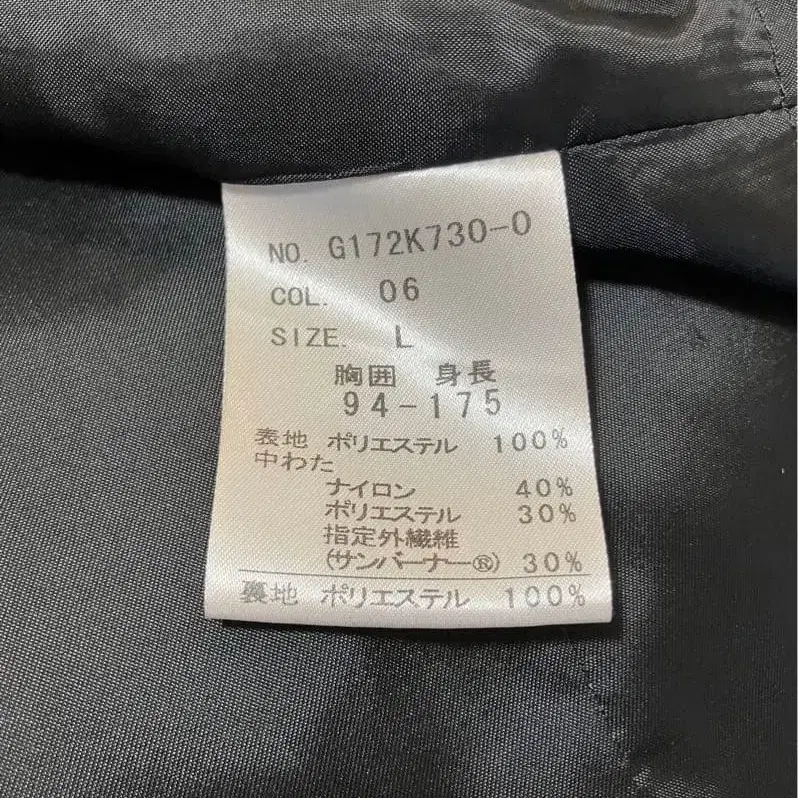 NO. G172K730-0
COL. 06
SIZE. L
胸囲 身長
94-175
表地 ポリエステル 100%
中わた
ナイロン 40%
ポリエステル 30%
指定外繊維
(サンバーナー®) 30%
裏地 ポリエステル 100%